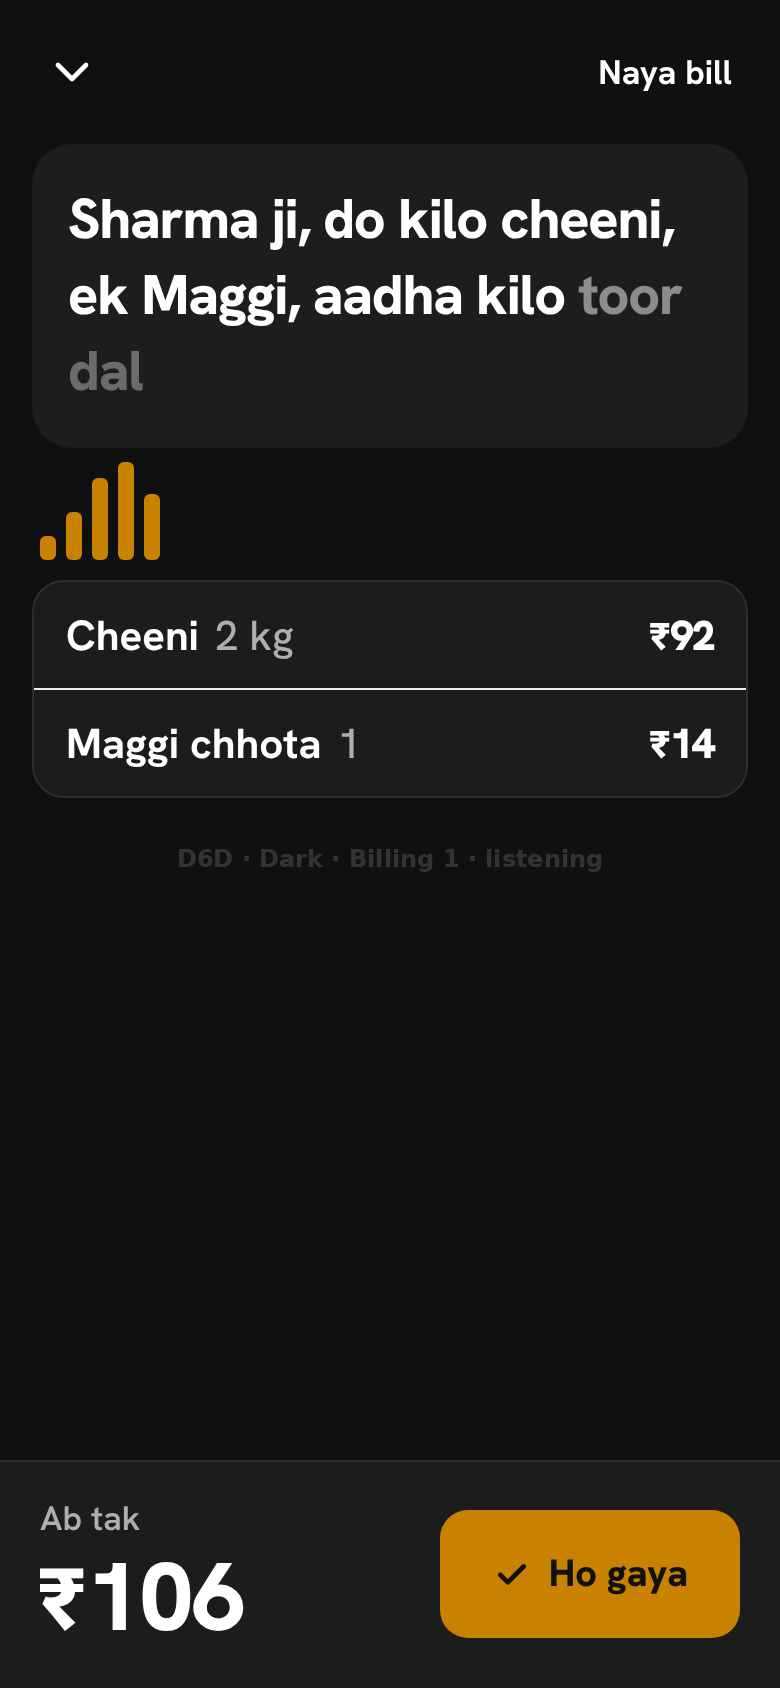 Naya bill
Sharma ji, do kilo cheeni,
ek Maggi, aadha kilo toor
dal
Cheeni 2 kg ₹92
Maggi chhota 1 ₹14
D6D · Dark · Billing 1 · listening
Ab tak
₹106
Ho gaya